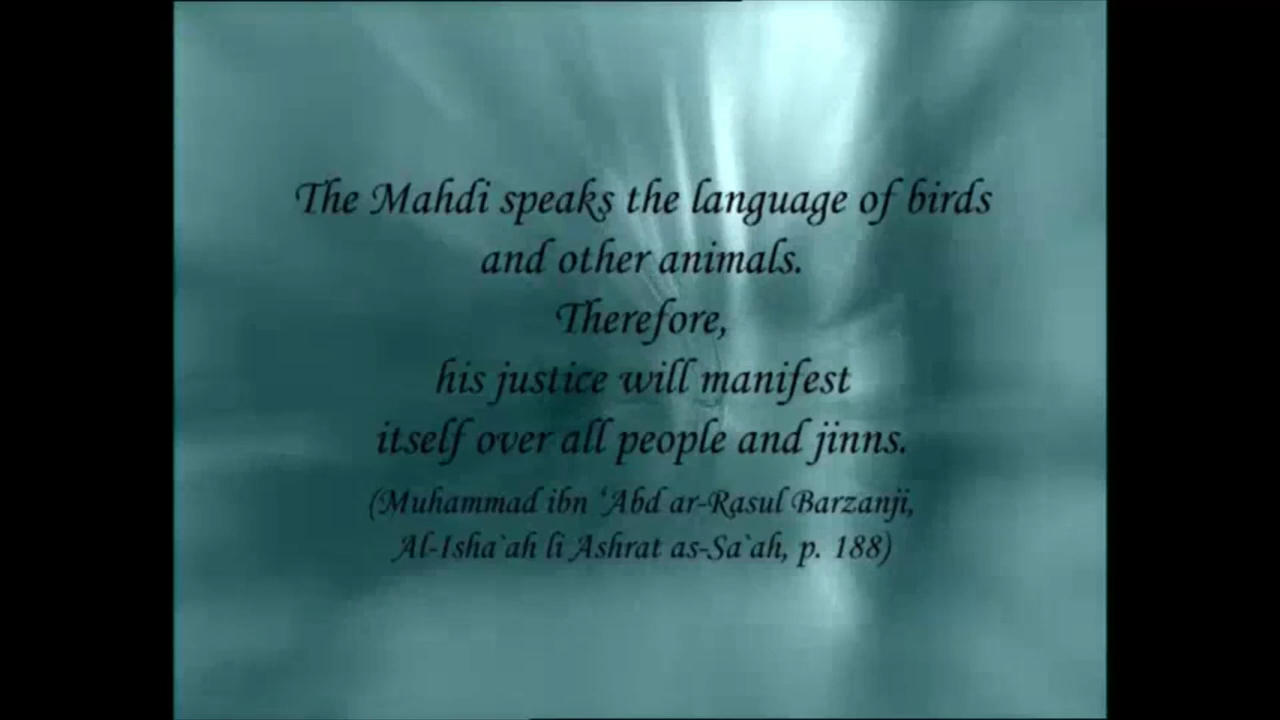 The Mahdi speaks the language of birds
and other animals.
Therefore,
his justice will manifest
itself over all people and jinns.
(Muhammad ibn ‘Abd ar-Rasul Barzanji,
Al-Isha`ah li Ashrat as-Sa`ah, p. 188)